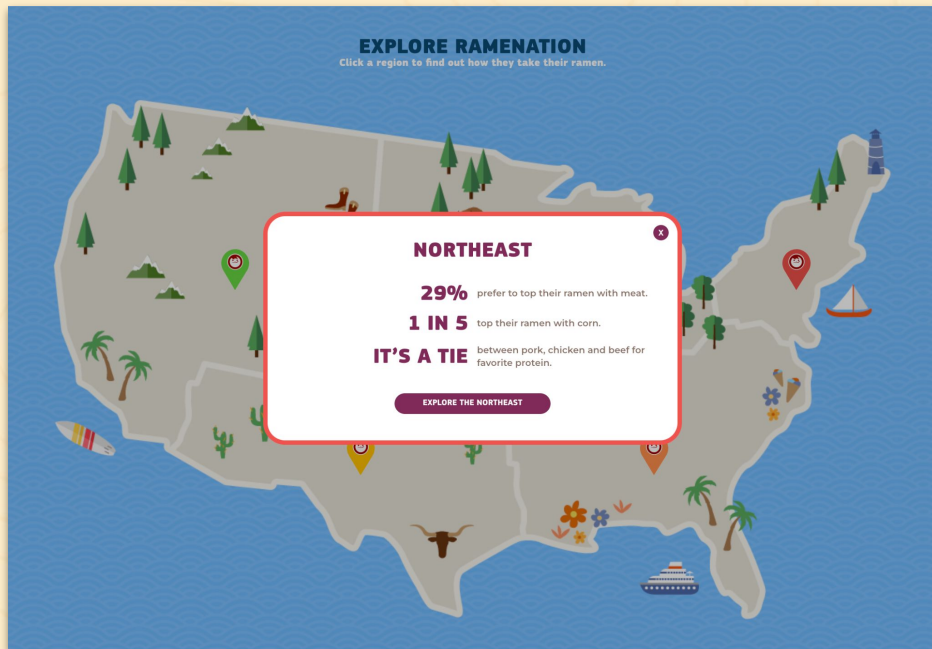 EXPLORE RAMENATION
Click a region to find out how they take their ramen.
X
NORTHEAST
29% prefer to top their ramen with meat.
1 IN 5 top their ramen with corn.
IT'S A TIE between pork, chicken and beef for
favorite protein.
EXPLORE THE NORTHEAST